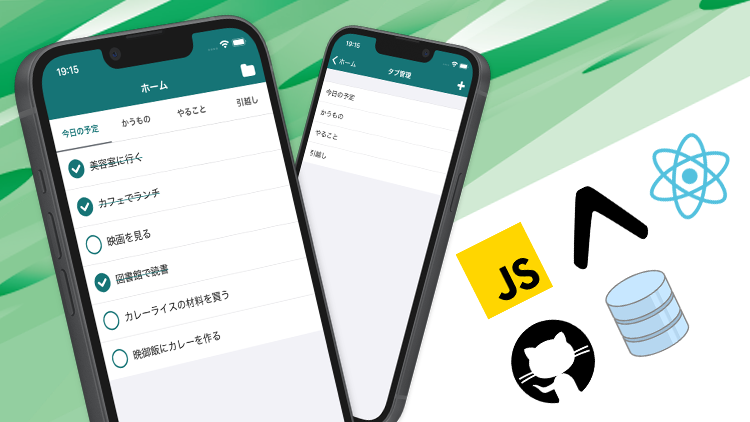 19:15
ホーム
今日の予定
かうもの
やること
引越し
美容室に行く
カフェでランチ
映画を見る
図書館で読書
カレーライスの材料を買う
晩御飯にカレーを作る
19:15
ホーム
タブ管理
今日の予定
かうもの
やること
引越し
JS